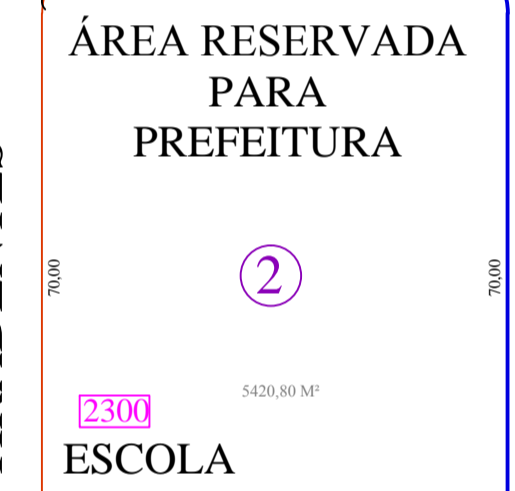 ÁREA RESERVADA
PARA
PREFEITURA
70,00
2
70,00
5420,80 M²
2300
ESCOLA